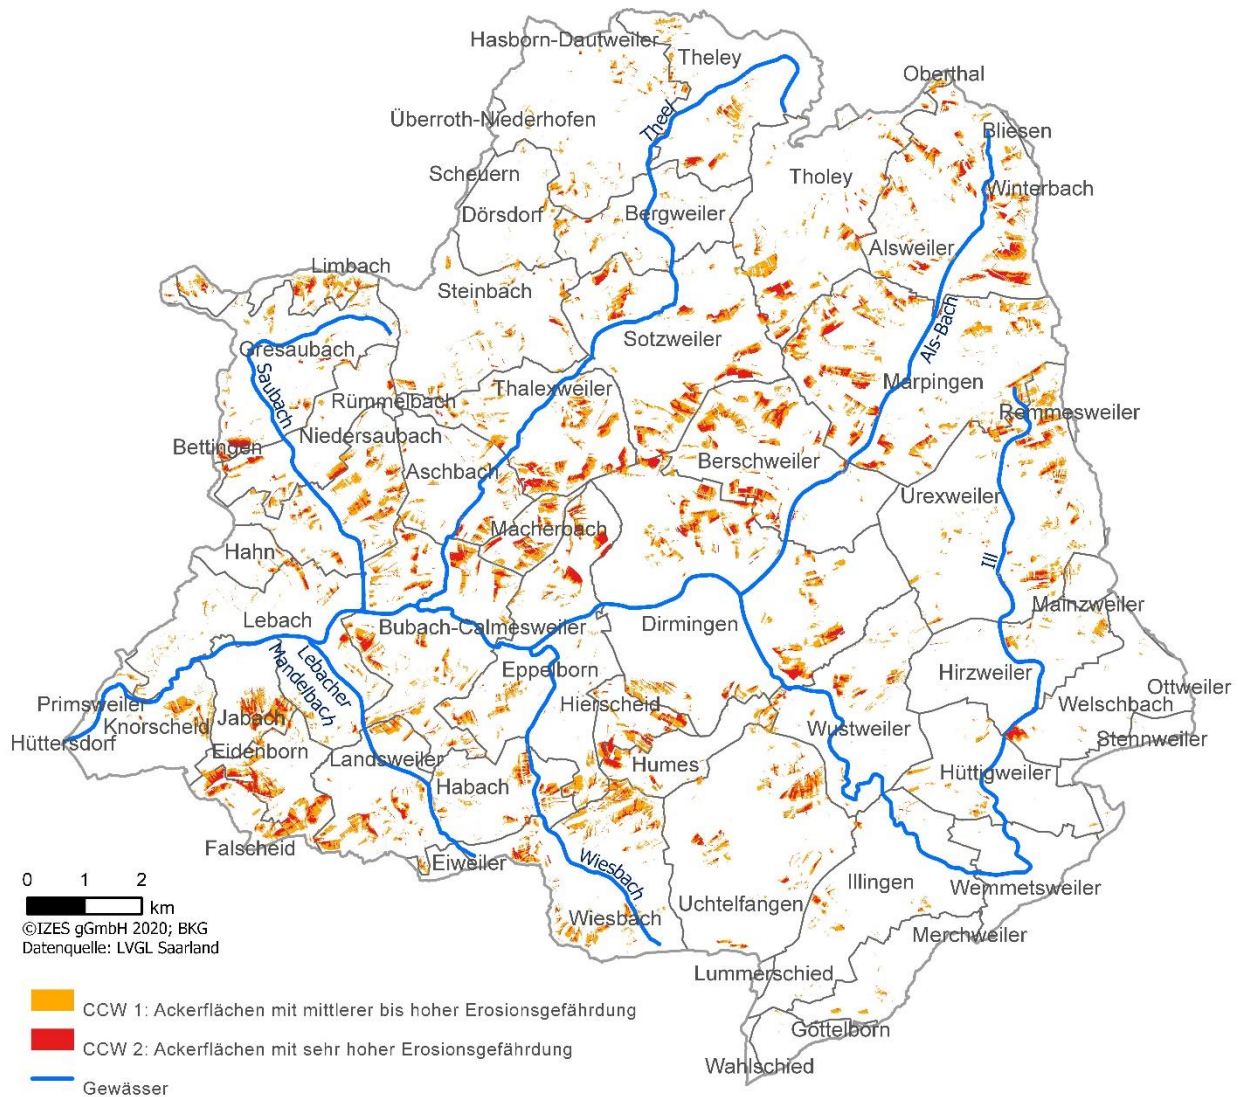 Hasborn-Dautweiler
Theley
Oberthal
Theel
Überroth-Niederhofen
Bliesen
Scheuern
Tholey
Winterbach
Dörsdorf
Bergweiler
Alsweiler
Limbach
Steinbach
Als-Bach
Gresaubach
Sotzweiler
Saubach
Thalexweiler
Marpingen
Rümmelbach
Remmesweiler
Bettingen
Niedersaubach
Aschbach
Berschweiler
Urexweiler
Macherbach
Hahn
Ill
Mainzweiler
Lebach
Bubach-Calmesweiler
Dirmingen
Lebacher
Mandelbach
Eppelborn
Hirzweiler
Ottweiler
Primsweiler
Knorscheid
Jabach
Hierscheid
Welschbach
Hüttersdorf
Eidenborn
Landsweiler
Wustweiler
Stennweiler
Habach
Humes
Hüttigweiler
Falscheid
Eiweiler
Wiesbach
Illingen
Wemmetsweiler
Wiesbach
Uchtelfangen
Merchweiler
Lummerschied
Göttelborn
Wahlschied
0 1 2
km
©IZES gGmbH 2020; BKG
Datenquelle: LVGL Saarland
CCW 1: Ackerflächen mit mittlerer bis hoher Erosionsgefährdung
CCW 2: Ackerflächen mit sehr hoher Erosionsgefährdung
Gewässer